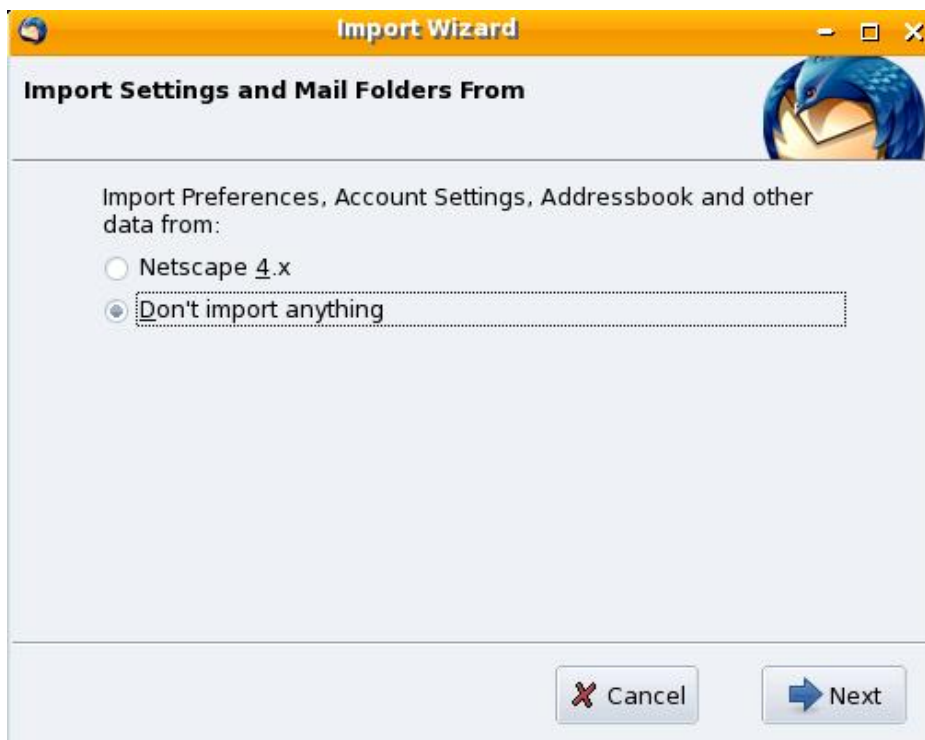 Import Wizard
Import Settings and Mail Folders From
Import Preferences, Account Settings, Addressbook and other
data from:
Netscape 4.x
Don't import anything
Cancel
Next